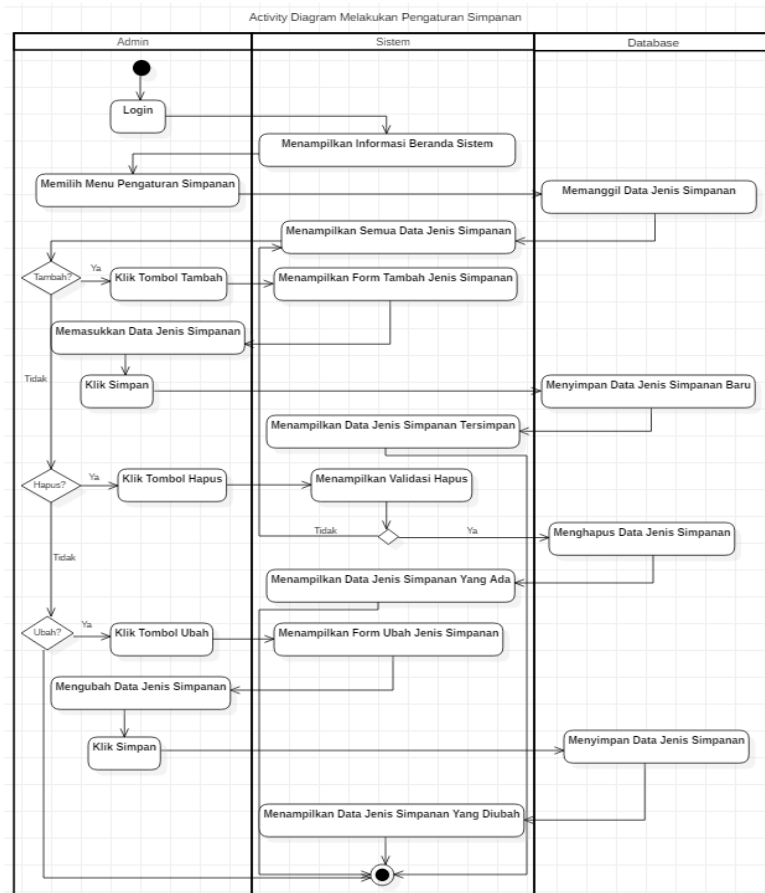 Activity Diagram Melakukan Pengaturan Simpanan
Admin
Sistem
Database
Login
Menampilkan Informasi Beranda Sistem
Memilih Menu Pengaturan Simpanan
Memanggil Data Jenis Simpanan
Menampilkan Semua Data Jenis Simpanan
Tambah?
Ya
Klik Tombol Tambah
Menampilkan Form Tambah Jenis Simpanan
Memasukkan Data Jenis Simpanan
Tidak
Klik Simpan
Menyimpan Data Jenis Simpanan Baru
Menampilkan Data Jenis Simpanan Tersimpan
Hapus?
Ya
Klik Tombol Hapus
Menampilkan Validasi Hapus
Tidak
Ya
Menghapus Data Jenis Simpanan
Tidak
Menampilkan Data Jenis Simpanan Yang Ada
Ubah?
Ya
Klik Tombol Ubah
Menampilkan Form Ubah Jenis Simpanan
Mengubah Data Jenis Simpanan
Klik Simpan
Menyimpan Data Jenis Simpanan
Menampilkan Data Jenis Simpanan Yang Diubah